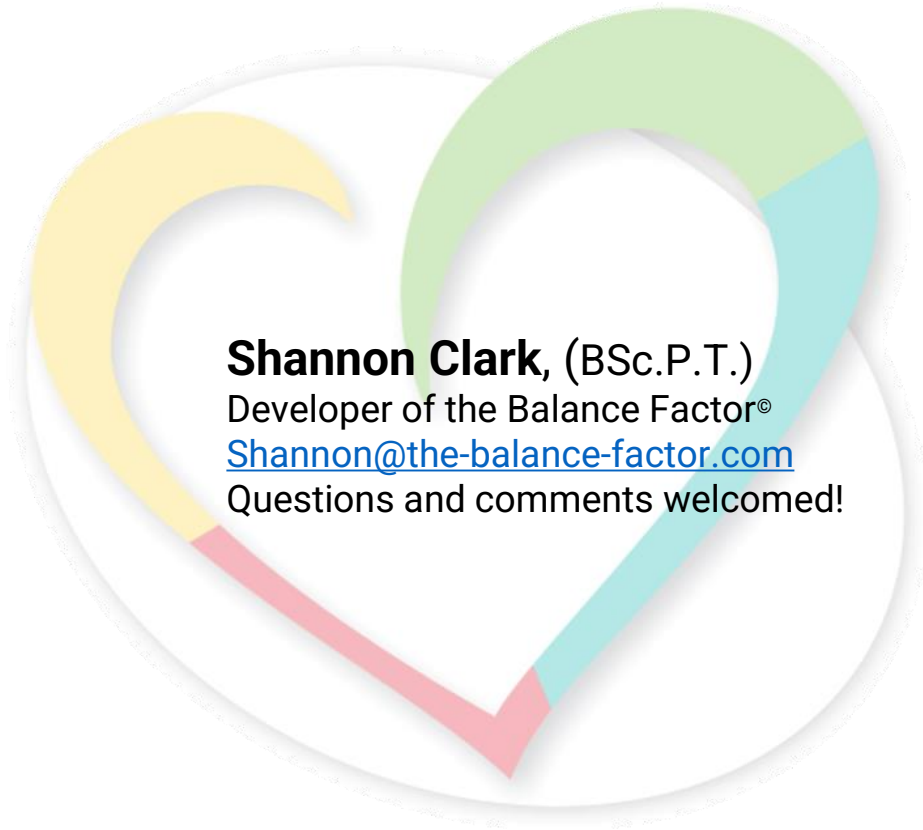 Shannon Clark, (BSc.P.T.)
Developer of the Balance Factor©
Shannon@the-balance-factor.com
Questions and comments welcomed!